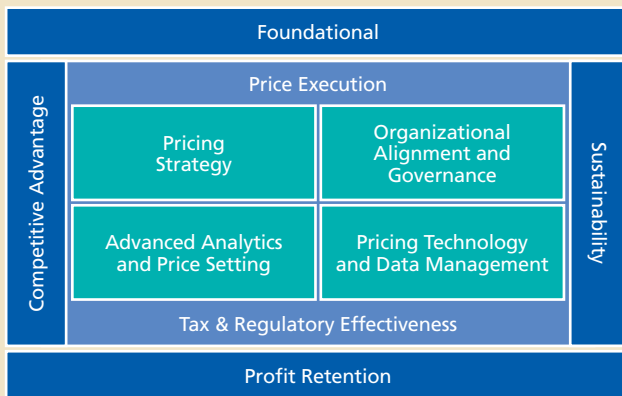 Foundational
Competitive Advantage
Price Execution
Pricing
Strategy
Organizational
Alignment and
Governance
Advanced Analytics
and Price Setting
Pricing Technology
and Data Management
Tax & Regulatory Effectiveness
Sustainability
Profit Retention